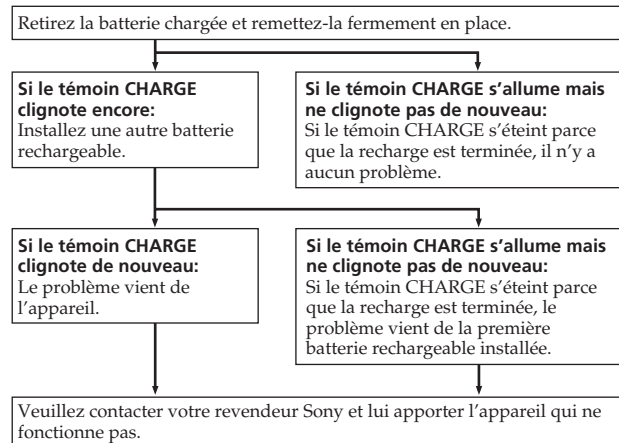 Retirez la batterie chargée et remettez-la fermement en place.
Si le témoin CHARGE
clignote encore:
Installez une autre batterie
rechargeable.
Si le témoin CHARGE s'allume mais
ne clignote pas de nouveau:
Si le témoin CHARGE s'éteint parce
que la recharge est terminée, il n'y a
aucun problème.
Si le témoin CHARGE
clignote de nouveau:
Le problème vient de
l'appareil.
Si le témoin CHARGE s'allume mais
ne clignote pas de nouveau:
Si le témoin CHARGE s'éteint parce
que la recharge est terminée, le
problème vient de la première
batterie rechargeable installée.
Veuillez contacter votre revendeur Sony et lui apporter l'appareil qui ne
fonctionne pas.